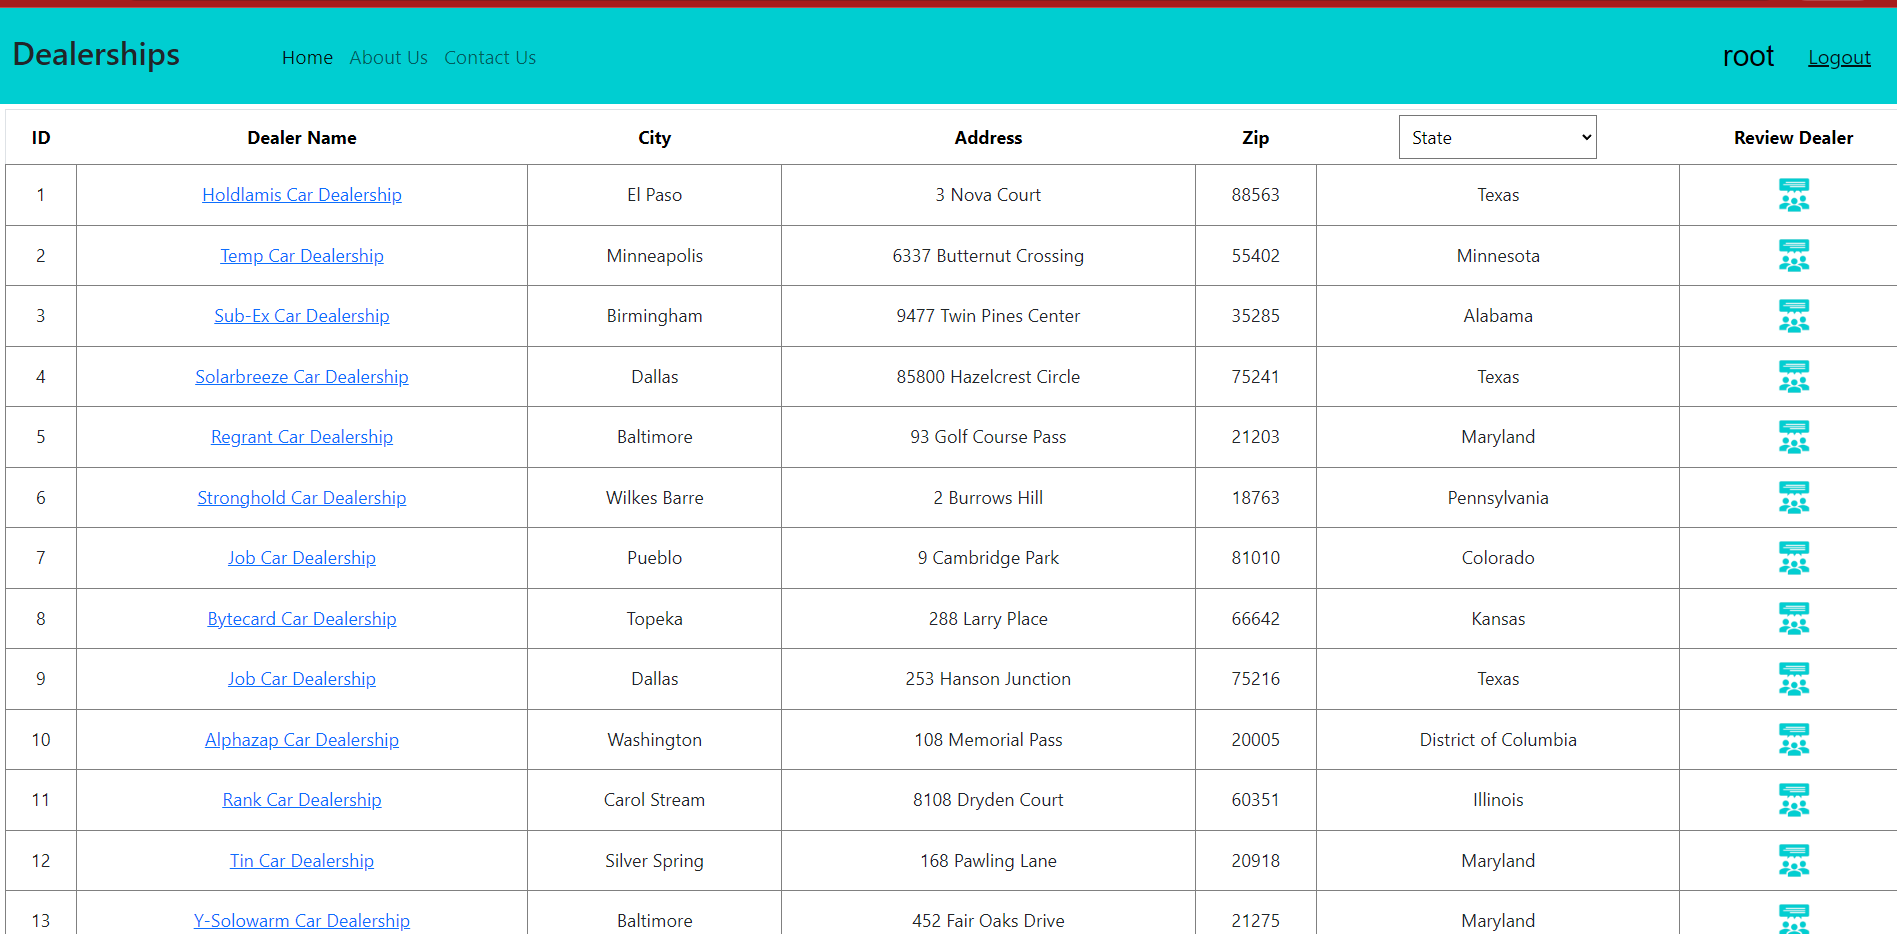 Dealerships Home About Us Contact Us root Logout
ID Dealer Name City Address Zip State Review Dealer
1 Holdlamis Car Dealership El Paso 3 Nova Court 88563 Texas
2 Temp Car Dealership Minneapolis 6337 Butternut Crossing 55402 Minnesota
3 Sub-Ex Car Dealership Birmingham 9477 Twin Pines Center 35285 Alabama
4 Solarbreeze Car Dealership Dallas 85800 Hazelcrest Circle 75241 Texas
5 Regrant Car Dealership Baltimore 93 Golf Course Pass 21203 Maryland
6 Stronghold Car Dealership Wilkes Barre 2 Burrows Hill 18763 Pennsylvania
7 Job Car Dealership Pueblo 9 Cambridge Park 81010 Colorado
8 Bytecard Car Dealership Topeka 288 Larry Place 66642 Kansas
9 Job Car Dealership Dallas 253 Hanson Junction 75216 Texas
10 Alphazap Car Dealership Washington 108 Memorial Pass 20005 District of Columbia
11 Rank Car Dealership Carol Stream 8108 Dryden Court 60351 Illinois
12 Tin Car Dealership Silver Spring 168 Pawling Lane 20918 Maryland
13 Y-Solowarm Car Dealership Baltimore 452 Fair Oaks Drive 21275 Maryland